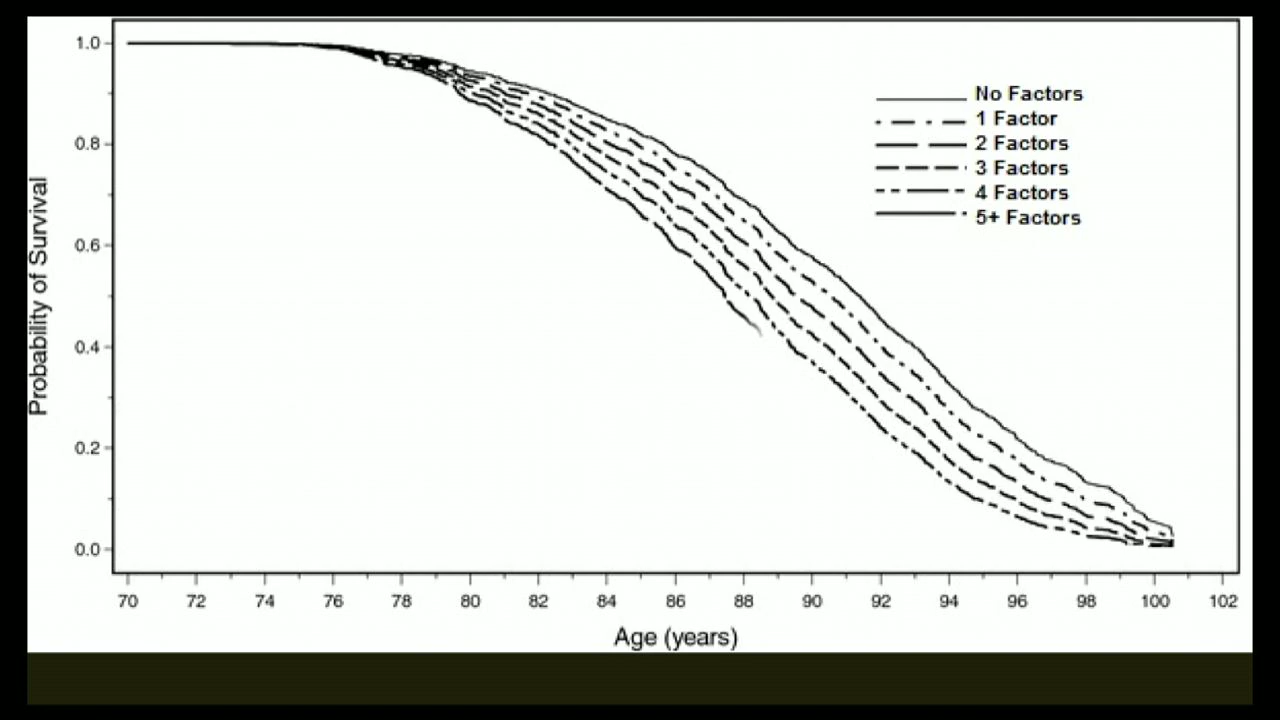 No Factors
1 Factor
2 Factors
3 Factors
4 Factors
5+ Factors
Probability of Survival
1.0
0.8
0.6
0.4
0.2
0.0
70 72 74 76 78 80 82 84 86 88 90 92 94 96 98 100 102
Age (years)